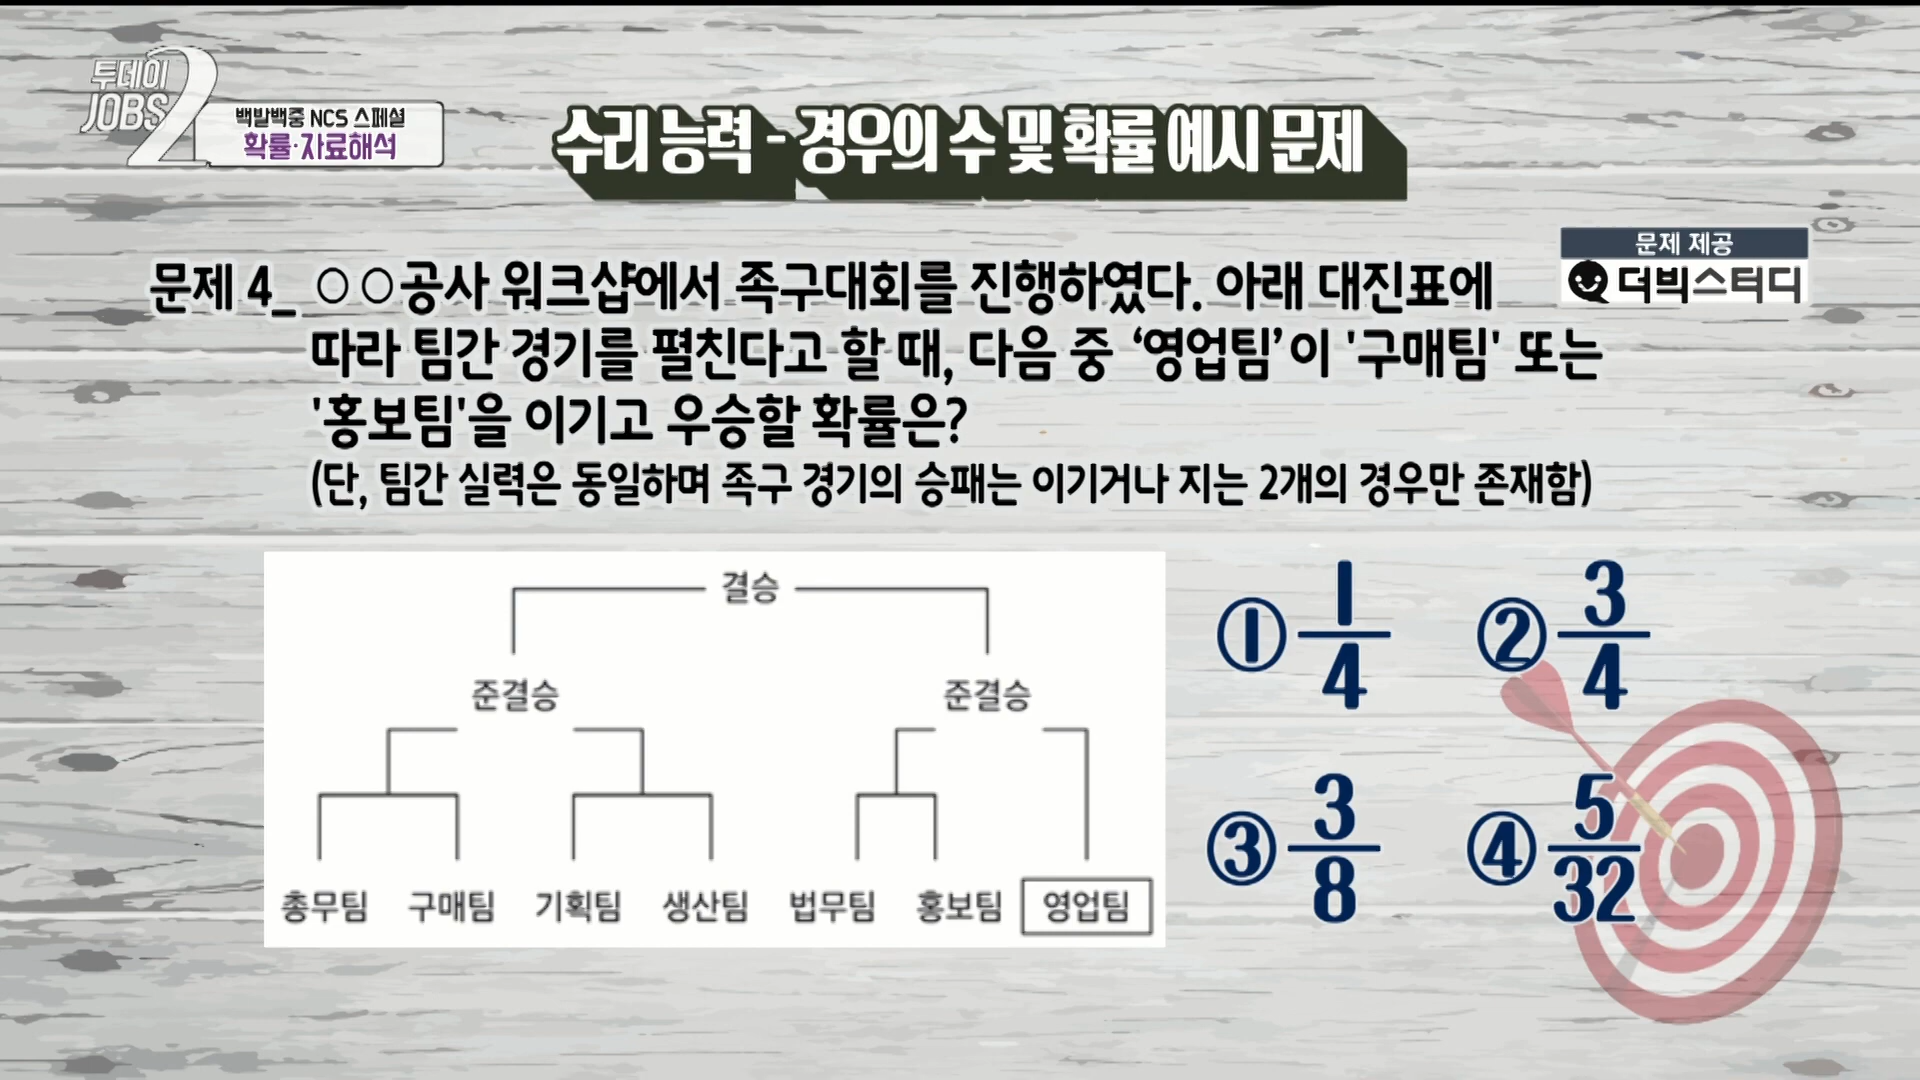 투데이
JOBS 2
백발백중 NCS 스페셜
확률·자료해석
수리 능력 - 경우의 수 및 확률 예시 문제
문제 제공
더빅스터디
문제 4_ ○○공사 워크샵에서 족구대회를 진행하였다. 아래 대진표에
따라 팀간 경기를 펼친다고 할 때, 다음 중 ‘영업팀’이 '구매팀' 또는
'홍보팀'을 이기고 우승할 확률은?
(단, 팀간 실력은 동일하며 족구 경기의 승패는 이기거나 지는 2개의 경우만 존재함)
결승
준결승 준결승
총무팀 구매팀 기획팀 생산팀 법무팀 홍보팀 영업팀
① 1/4 ② 3/4
③ 3/8 ④ 5/32